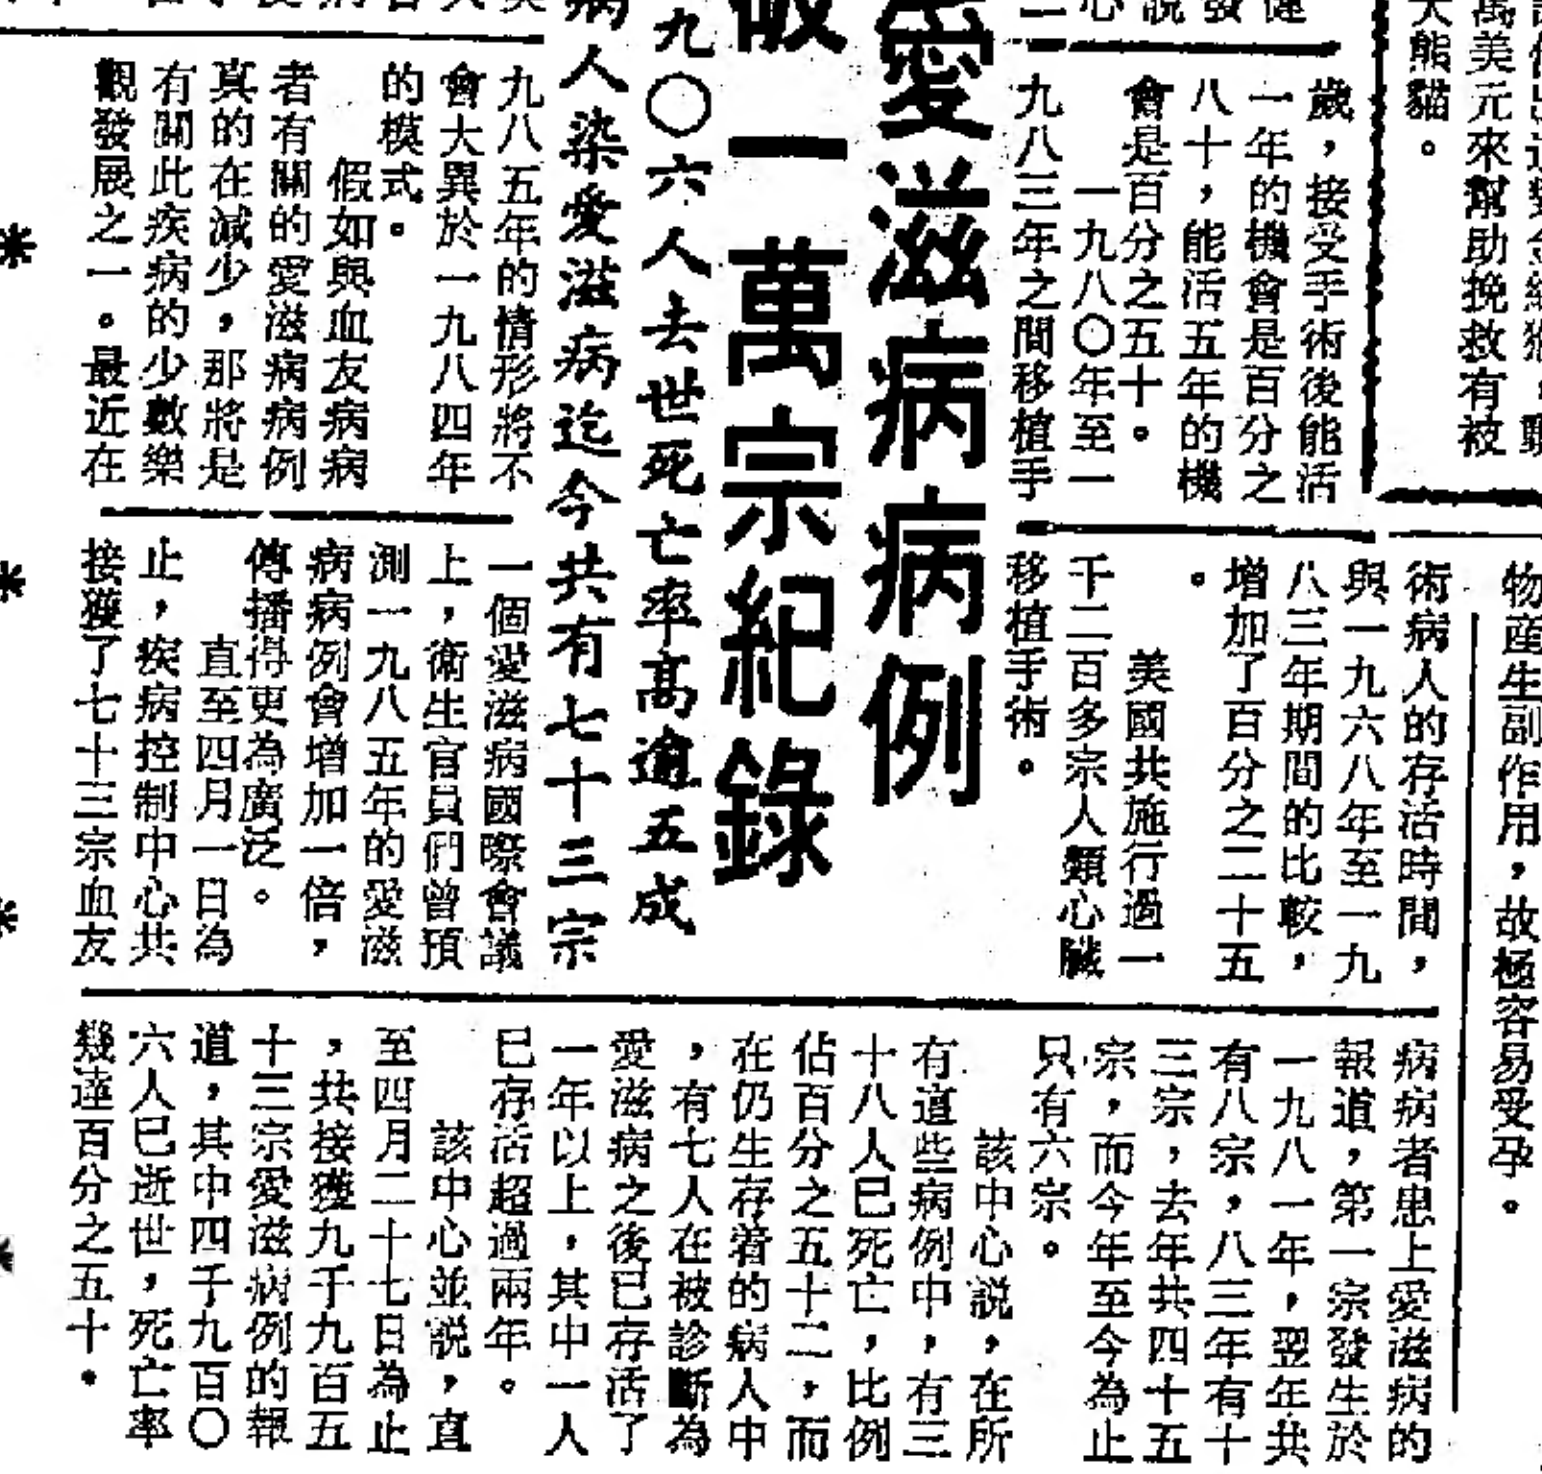 大熊貓。
萬美元來幫助挽救有被
歲，接受手術後能活
一年的機會是百分之
八十，能活五年的機
會是百分之五十。
一九八〇年至一
九八三年之間移植手
術病人的存活時間，
與一九六八年至一九
八三年期間的比較，
增加了百分之二十五
。
美國共施行過一
千二百多宗人類心臟
移植手術。
物產生副作用，故極容易受孕。
愛滋病病例
破一萬宗紀錄
九〇六人去世死亡率高逾五成
病人染愛滋病迄今共有七十三宗
九八五年的情形將不
會大異於一九八四年
的模式。
假如與血友病病
者有關的愛滋病病例
真的在減少，那將是
有關此疾病的少數樂
觀發展之一。最近在
一個愛滋病國際會議
上，衛生官員們曾預
測一九八五年的愛滋
病病例會增加一倍，
傳播得更為廣泛。
直至四月一日為
止，疾病控制中心共
接獲了七十三宗血友
病病者患上愛滋病的
報道，第一宗發生於
一九八一年，翌年共
有八宗，八三年有十
三宗，去年共四十五
宗，而今年至今為止
只有六宗。
該中心說，在所
有這些病例中，有三
十八人已死亡，比例
佔百分之五十二，而
在仍生存着的病人中
，有七人在被診斷為
愛滋病之後已存活了
一年以上，其中一人
已存活超過兩年。
該中心並說，直
至四月二十七日為止
，共接獲九千九百五
十三宗愛滋病例的報
道，其中四千九百〇
六人已逝世，死亡率
幾達百分之五十。